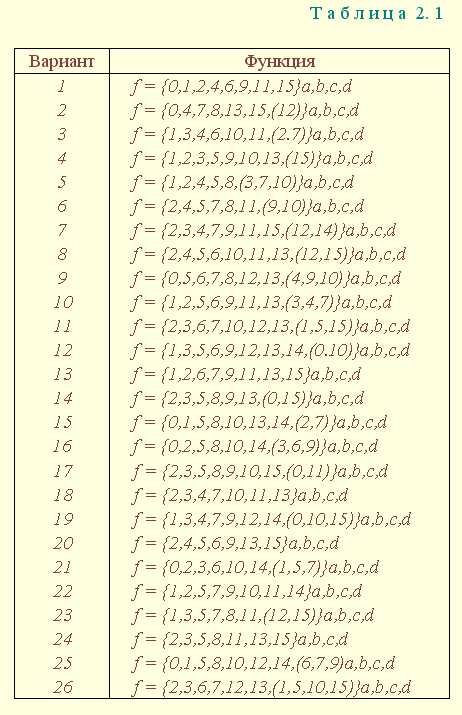 Таблица 2.1
Вариант Функция
1 f = {0,1,2,4,6,9,11,15}a,b,c,d
2 f = {0,4,7,8,13,15,(12)}a,b,c,d
3 f = {1,3,4,6,10,11,(2.7)}a,b,c,d
4 f = {1,2,3,5,9,10,13,(15)}a,b,c,d
5 f = {1,2,4,5,8,(3,7,10)}a,b,c,d
6 f = {2,4,5,7,8,11,(9,10)}a,b,c,d
7 f = {2,3,4,7,9,11,15,(12,14)}a,b,c,d
8 f = {2,4,5,6,10,11,13,(12,15)}a,b,c,d
9 f = {0,5,6,7,8,12,13,(4,9,10)}a,b,c,d
10 f = {1,2,5,6,9,11,13,(3,4,7)}a,b,c,d
11 f = {2,3,6,7,10,12,13,(1,5,15)}a,b,c,d
12 f = {1,3,5,6,9,12,13,14,(0.10)}a,b,c,d
13 f = {1,2,6,7,9,11,13,15}a,b,c,d
14 f = {2,3,5,8,9,13,(0,15)}a,b,c,d
15 f = {0,1,5,8,10,13,14,(2,7)}a,b,c,d
16 f = {0,2,5,8,10,14,(3,6,9)}a,b,c,d
17 f = {2,3,5,8,9,10,15,(0,11)}a,b,c,d
18 f = {2,3,4,7,10,11,13}a,b,c,d
19 f = {1,3,4,7,9,12,14,(0,10,15)}a,b,c,d
20 f = {2,4,5,6,9,13,15}a,b,c,d
21 f = {0,2,3,6,10,14,(1,5,7)}a,b,c,d
22 f = {1,2,5,7,9,10,11,14}a,b,c,d
23 f = {1,3,5,7,8,11,(12,15)}a,b,c,d
24 f = {2,3,5,8,11,13,15}a,b,c,d
25 f = {0,1,5,8,10,12,14,(6,7,9)a,b,c,d
26 f = {2,3,6,7,12,13,(1,5,10,15)}a,b,c,d